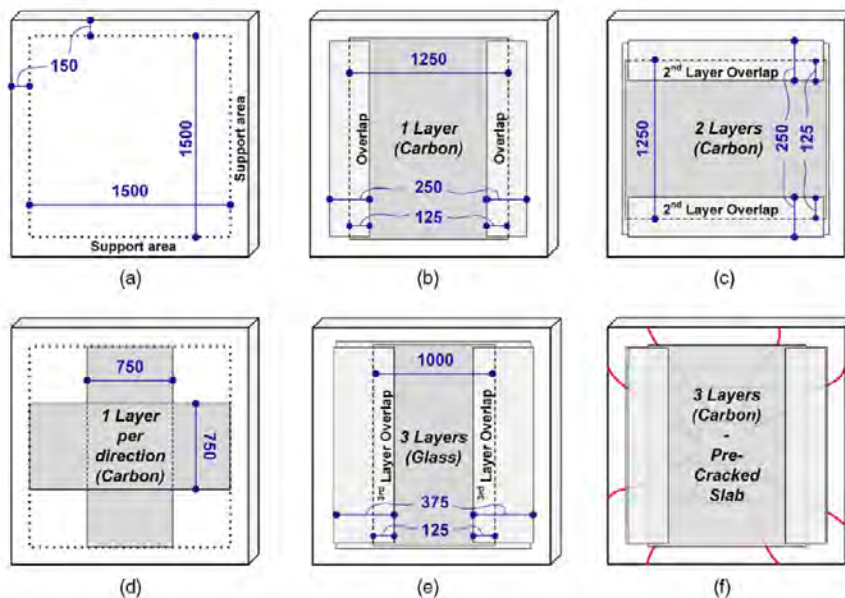 150
1500
1500
Support area
Support area
(a)
1250
1 Layer
(Carbon)
Overlap
Overlap
250
125
(b)
2nd Layer Overlap
1250
2 Layers
(Carbon)
250
125
2nd Layer Overlap
(c)
750
1 Layer
per
direction
(Carbon)
750
(d)
1000
3rd Layer Overlap
3 Layers
(Glass)
3rd Layer Overlap
375
125
(e)
3 Layers
(Carbon)
-
Pre-
Cracked
Slab
(f)